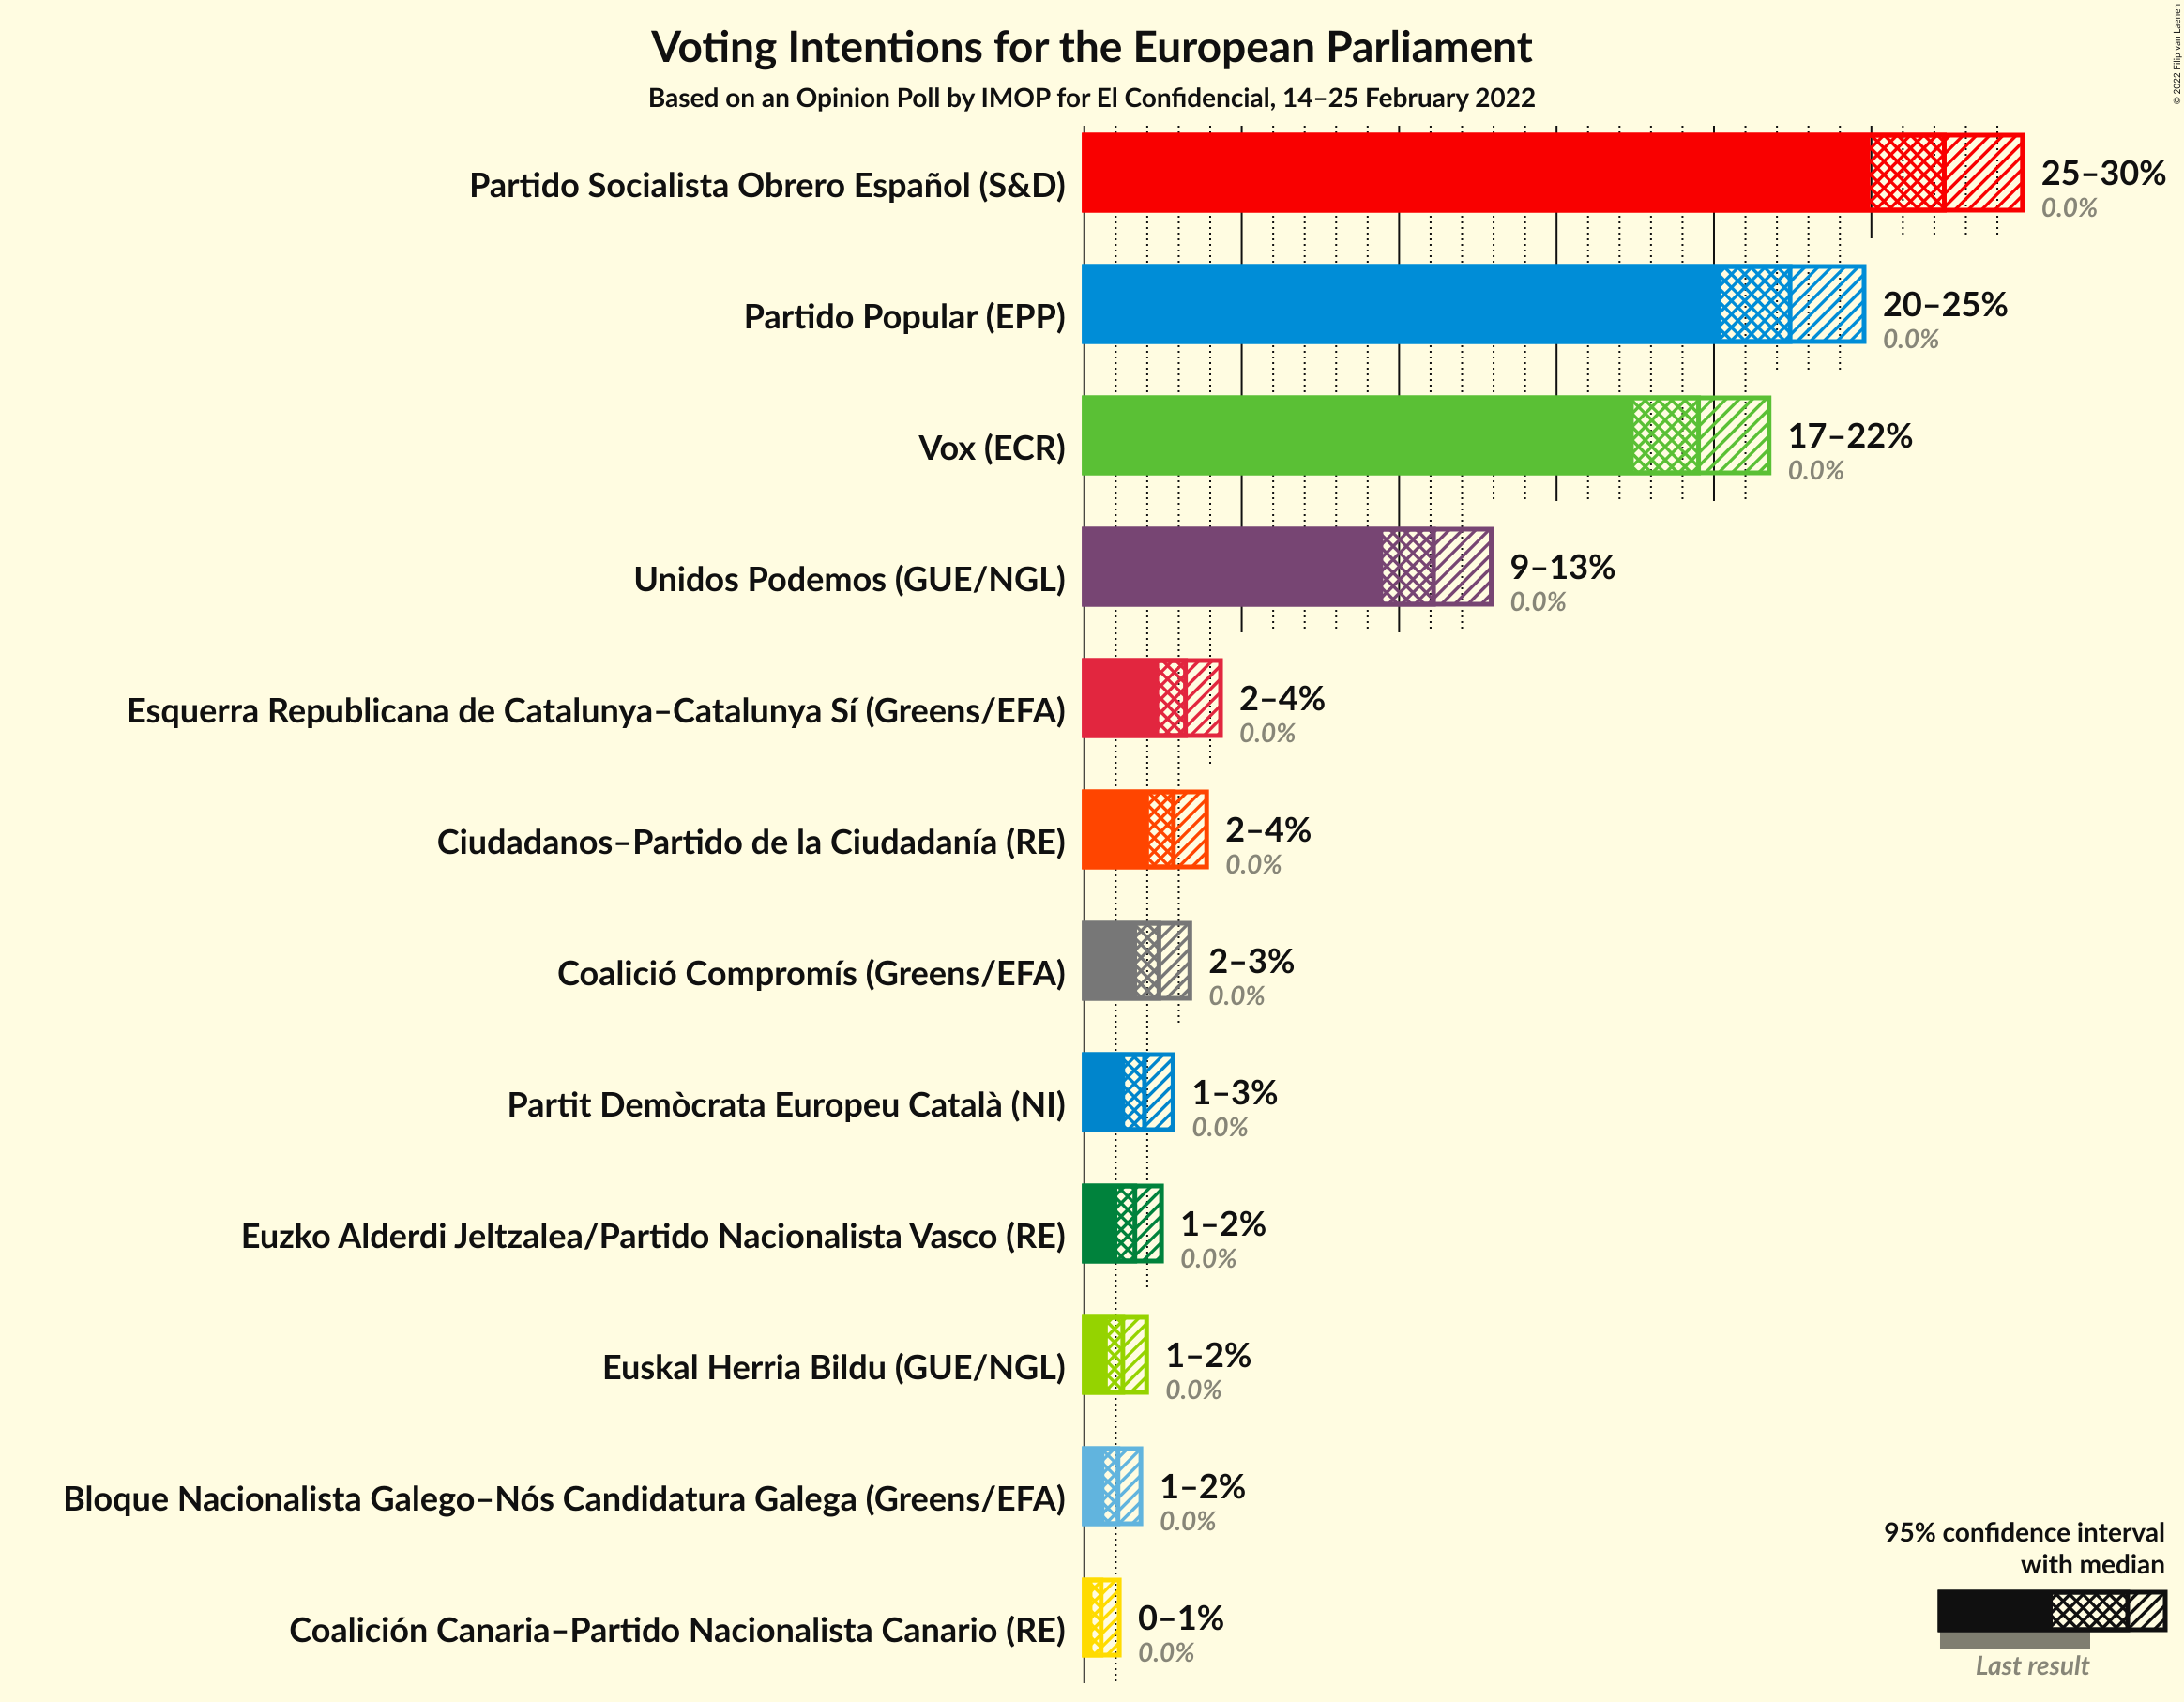 Voting Intentions for the European Parliament
Based on an Opinion Poll by IMOP for El Confidencial, 14–25 February 2022
© 2022 Filip van Laenen
Partido Socialista Obrero Español (S&D)
25–30%
0.0%
Partido Popular (EPP)
20–25%
0.0%
Vox (ECR)
17–22%
0.0%
Unidos Podemos (GUE/NGL)
9–13%
0.0%
Esquerra Republicana de Catalunya–Catalunya Sí (Greens/EFA)
2–4%
0.0%
Ciudadanos–Partido de la Ciudadanía (RE)
2–4%
0.0%
Coalició Compromís (Greens/EFA)
2–3%
0.0%
Partit Demòcrata Europeu Català (NI)
1–3%
0.0%
Euzko Alderdi Jeltzalea/Partido Nacionalista Vasco (RE)
1–2%
0.0%
Euskal Herria Bildu (GUE/NGL)
1–2%
0.0%
Bloque Nacionalista Galego–Nós Candidatura Galega (Greens/EFA)
1–2%
0.0%
Coalición Canaria–Partido Nacionalista Canario (RE)
0–1%
0.0%
95% confidence interval
with median
Last result